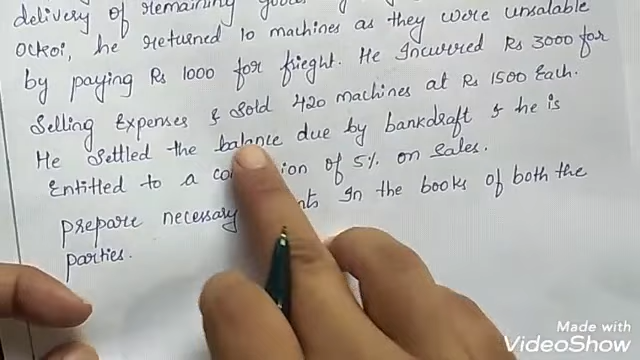 delivery of remaining goods
OCKoi, he returned 10 machines as they were unsalable
by paying Rs 1000 for frieght. He Incurred Rs 3000 for
Selling Expenses & Sold 420 machines at Rs 1500 Each.
He Settled the balance due by bankdraft & he is
Entitled to a co ion of 5% on Sales.
prepare necessary nts In the books of both the
parties.
Made with
VideoShow